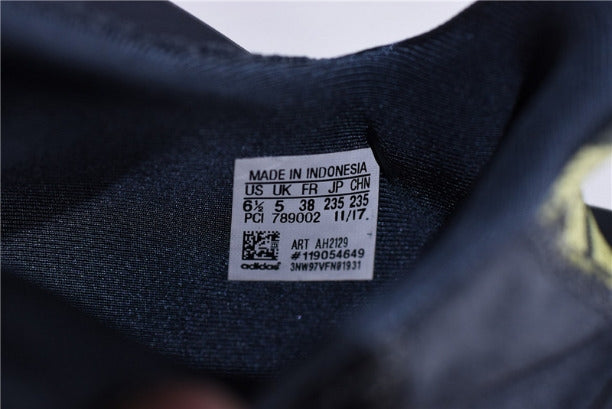 MADE IN INDONESIA
US UK FR JP CHN
6½ 5 38 235 235
PCI 789002 11/17.
ART AH2129
#119054649
adidas 3NW97VFN81931